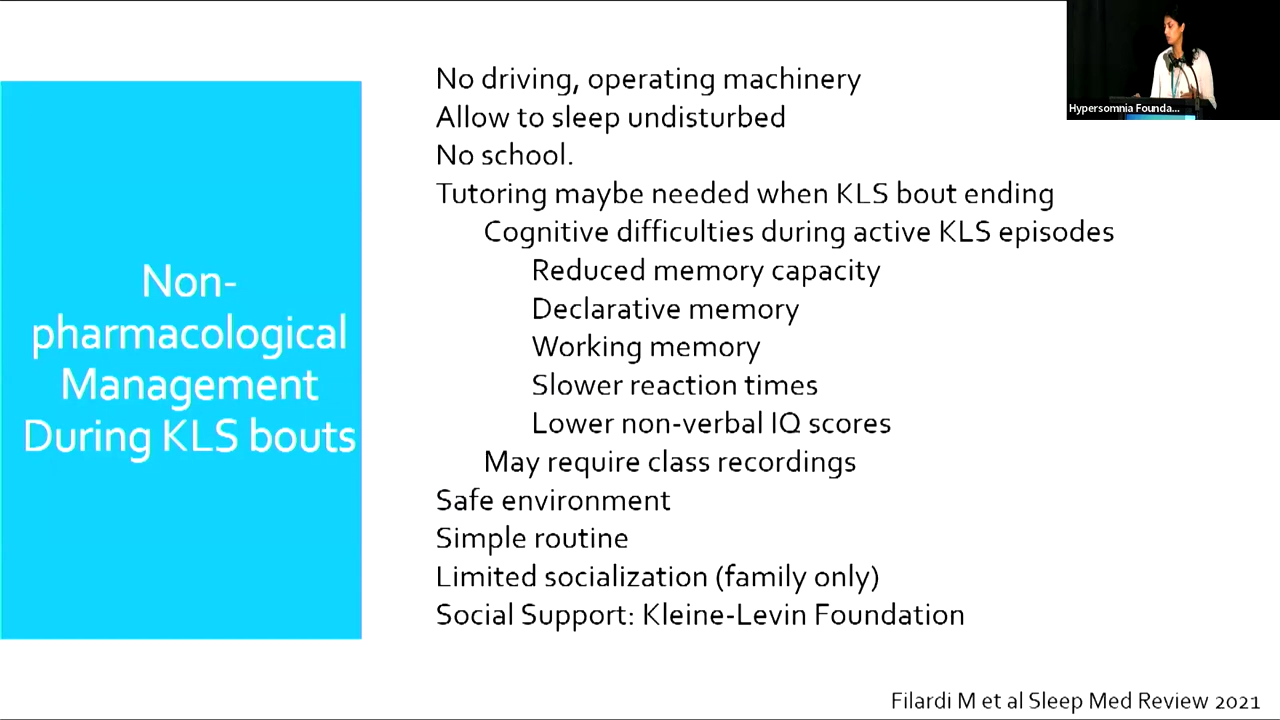 Non-
pharmacological
Management
During KLS bouts
No driving, operating machinery
Allow to sleep undisturbed
No school.
Tutoring maybe needed when KLS bout ending
Cognitive difficulties during active KLS episodes
Reduced memory capacity
Declarative memory
Working memory
Slower reaction times
Lower non-verbal IQ scores
May require class recordings
Safe environment
Simple routine
Limited socialization (family only)
Social Support: Kleine-Levin Foundation
Filardi M et al Sleep Med Review 2021
Hypersomnia Founda...